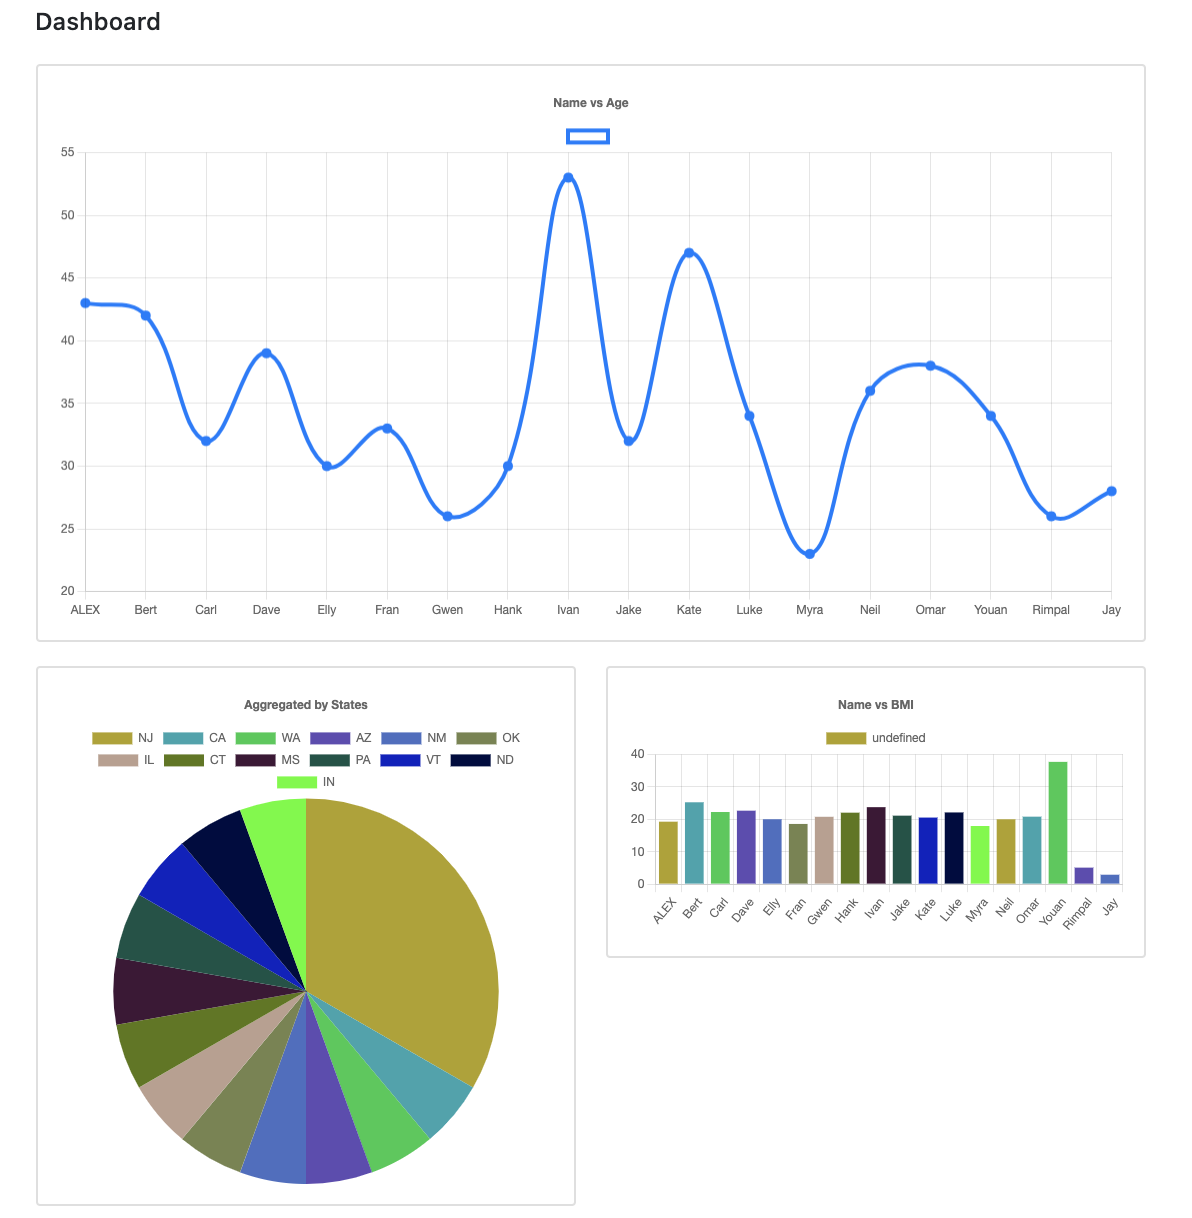 Dashboard
Name vs Age
55
50
45
40
35
30
25
20
ALEX Bert Carl Dave Elly Fran Gwen Hank Ivan Jake Kate Luke Myra Neil Omar Youan Rimpal Jay
Aggregated by States
NJ CA WA AZ NM OK
IL CT MS PA VT ND
IN
Name vs BMI
undefined
40
30
20
10
0
ALEX Bert Carl Dave Elly Fran Gwen Hank Ivan Jake Kate Luke Myra Neil Omar Youan Rimpal Jay